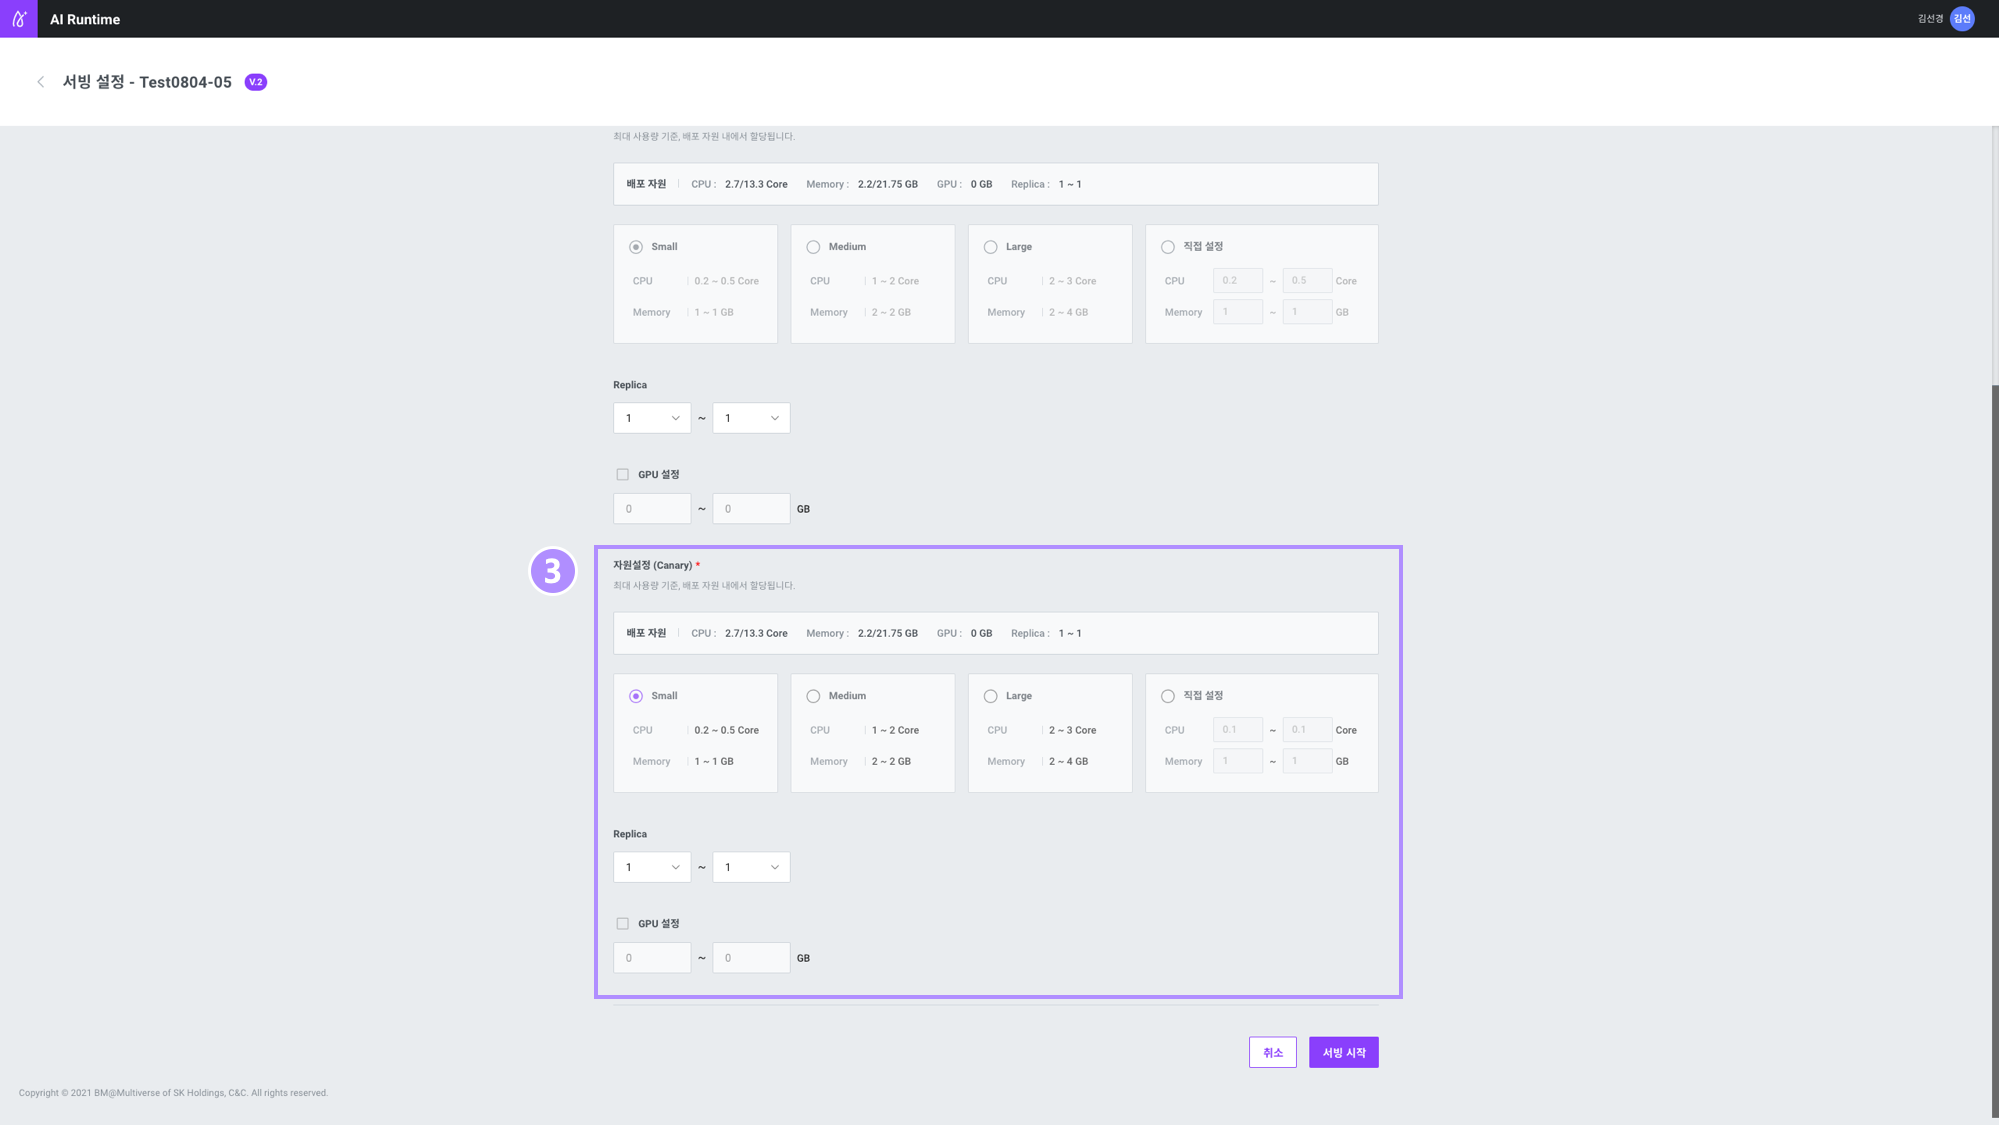 AI Runtime
김선경 김선
서빙 설정 - Test0804-05 V.2
최대 사용량 기준, 배포 자원 내에서 할당됩니다.
배포 자원 CPU : 2.7/13.3 Core Memory : 2.2/21.75 GB GPU : 0 GB Replica : 1 ~ 1
Small Medium Large 직접 설정
CPU 0.2 ~ 0.5 Core CPU 1 ~ 2 Core CPU 2 ~ 3 Core CPU 0.2 ~ 0.5 Core
Memory 1 ~ 1 GB Memory 2 ~ 2 GB Memory 2 ~ 4 GB Memory 1 ~ 1 GB
Replica
1 ~ 1
GPU 설정
0 ~ 0 GB
3
자원설정 (Canary) *
최대 사용량 기준, 배포 자원 내에서 할당됩니다.
배포 자원 CPU : 2.7/13.3 Core Memory : 2.2/21.75 GB GPU : 0 GB Replica : 1 ~ 1
Small Medium Large 직접 설정
CPU 0.2 ~ 0.5 Core CPU 1 ~ 2 Core CPU 2 ~ 3 Core CPU 0.1 ~ 0.1 Core
Memory 1 ~ 1 GB Memory 2 ~ 2 GB Memory 2 ~ 4 GB Memory 1 ~ 1 GB
Replica
1 ~ 1
GPU 설정
0 ~ 0 GB
취소 서빙 시작
Copyright © 2021 BM@Multiverse of SK Holdings, C&C. All rights reserved.